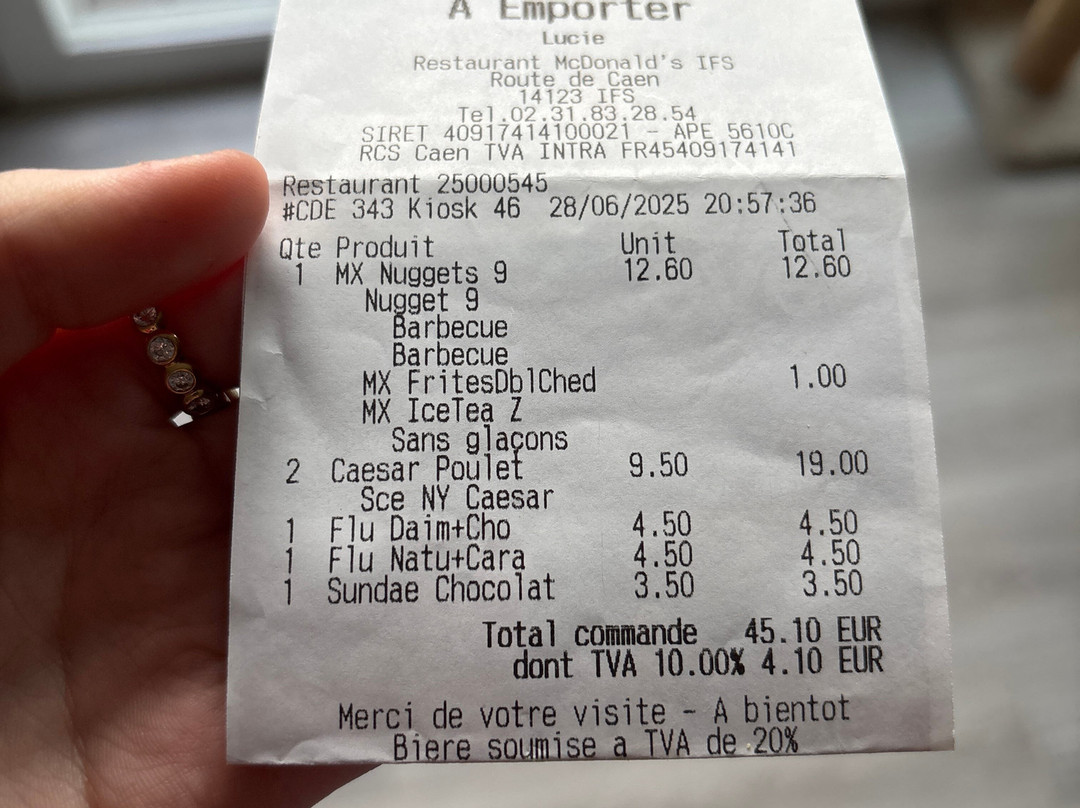 A Emporter
Lucie
Restaurant McDonald's IFS
Route de Caen
14123 IFS
Tel.02.31.83.28.54
SIRET 40917414100021 - APE 5610C
RCS Caen TVA INTRA FR45409174141
Restaurant 25000545
#CDE 343 Kiosk 46 28/06/2025 20:57:36
Qte Produit Unit Total
1 MX Nuggets 9 12.60 12.60
Nugget 9
Barbecue
Barbecue
MX FritesDblChed 1.00
MX IceTea Z
Sans glaçons
2 Caesar Poulet 9.50 19.00
Sce NY Caesar
1 Flu Daim+Cho 4.50 4.50
1 Flu Natu+Cara 4.50 4.50
1 Sundae Chocolat 3.50 3.50
Total commande 45.10 EUR
dont TVA 10.00% 4.10 EUR
Merci de votre visite - A bientot
Biere soumise a TVA de 20%